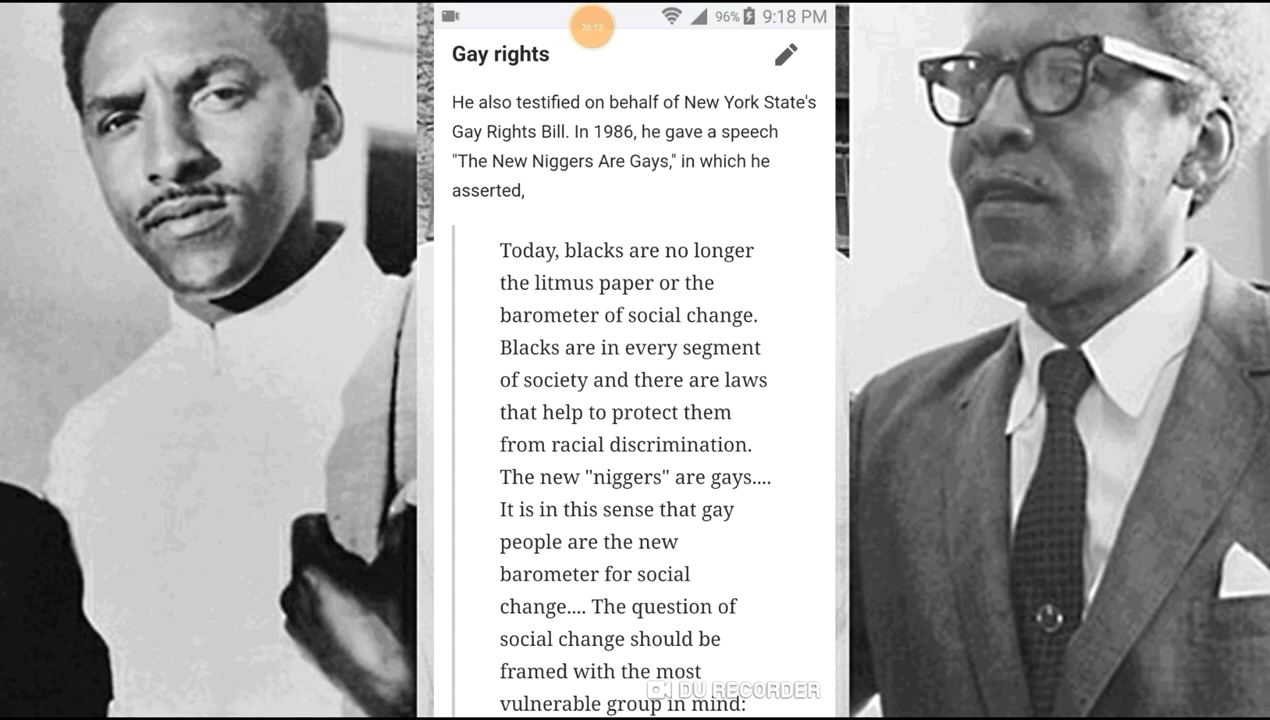 26:13
96%
9:18 PM
Gay rights
He also testified on behalf of New York State's
Gay Rights Bill. In 1986, he gave a speech
"The New Niggers Are Gays," in which he
asserted,
Today, blacks are no longer
the litmus paper or the
barometer of social change.
Blacks are in every segment
of society and there are laws
that help to protect them
from racial discrimination.
The new "niggers" are gays....
It is in this sense that gay
people are the new
barometer for social
change.... The question of
social change should be
framed with the most
vulnerable group in mind:
DU RECORDER